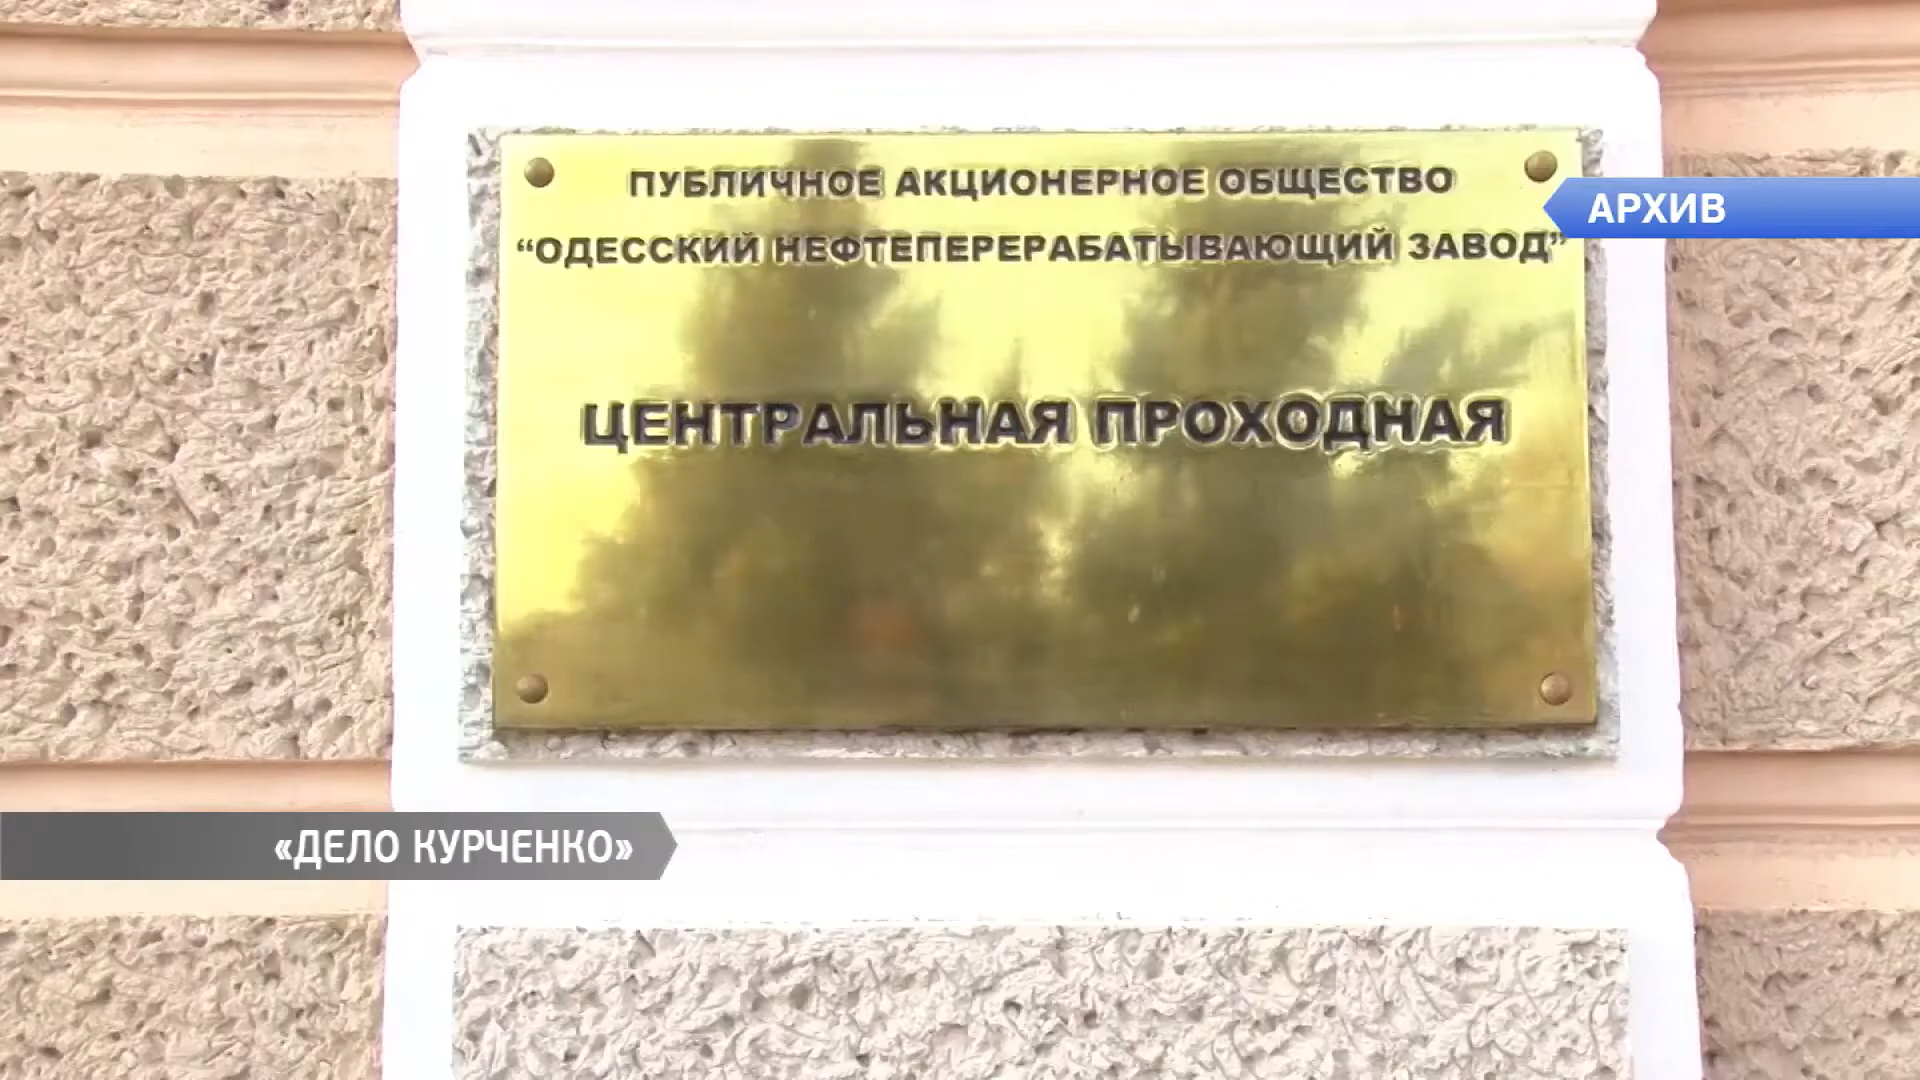 ПУБЛИЧНОЕ АКЦИОНЕРНОЕ ОБЩЕСТВО
АРХИВ
“ОДЕССКИЙ НЕФТЕПЕРЕРАБАТЫВАЮЩИЙ ЗАВОД”
ЦЕНТРАЛЬНАЯ ПРОХОДНАЯ
«ДЕЛО КУРЧЕНКО»